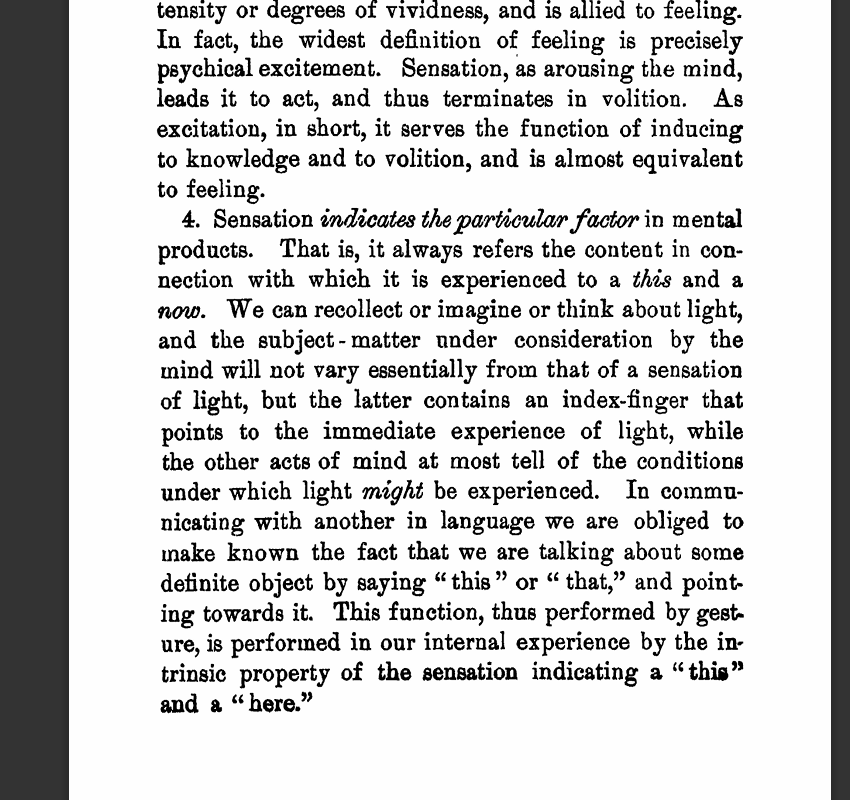 tensity or degrees of vividness, and is allied to feeling.
In fact, the widest definition of feeling is precisely
psychical excitement. Sensation, as arousing the mind,
leads it to act, and thus terminates in volition. As
excitation, in short, it serves the function of inducing
to knowledge and to volition, and is almost equivalent
to feeling.
4. Sensation indicates the particular factor in mental
products. That is, it always refers the content in con-
nection with which it is experienced to a this and a
now. We can recollect or imagine or think about light,
and the subject-matter under consideration by the
mind will not vary essentially from that of a sensation
of light, but the latter contains an index-finger that
points to the immediate experience of light, while
the other acts of mind at most tell of the conditions
under which light might be experienced. In commu-
nicating with another in language we are obliged to
make known the fact that we are talking about some
definite object by saying “this” or “that,” and point-
ing towards it. This function, thus performed by gest-
ure, is performed in our internal experience by the in-
trinsic property of the sensation indicating a “this”
and a “here.”